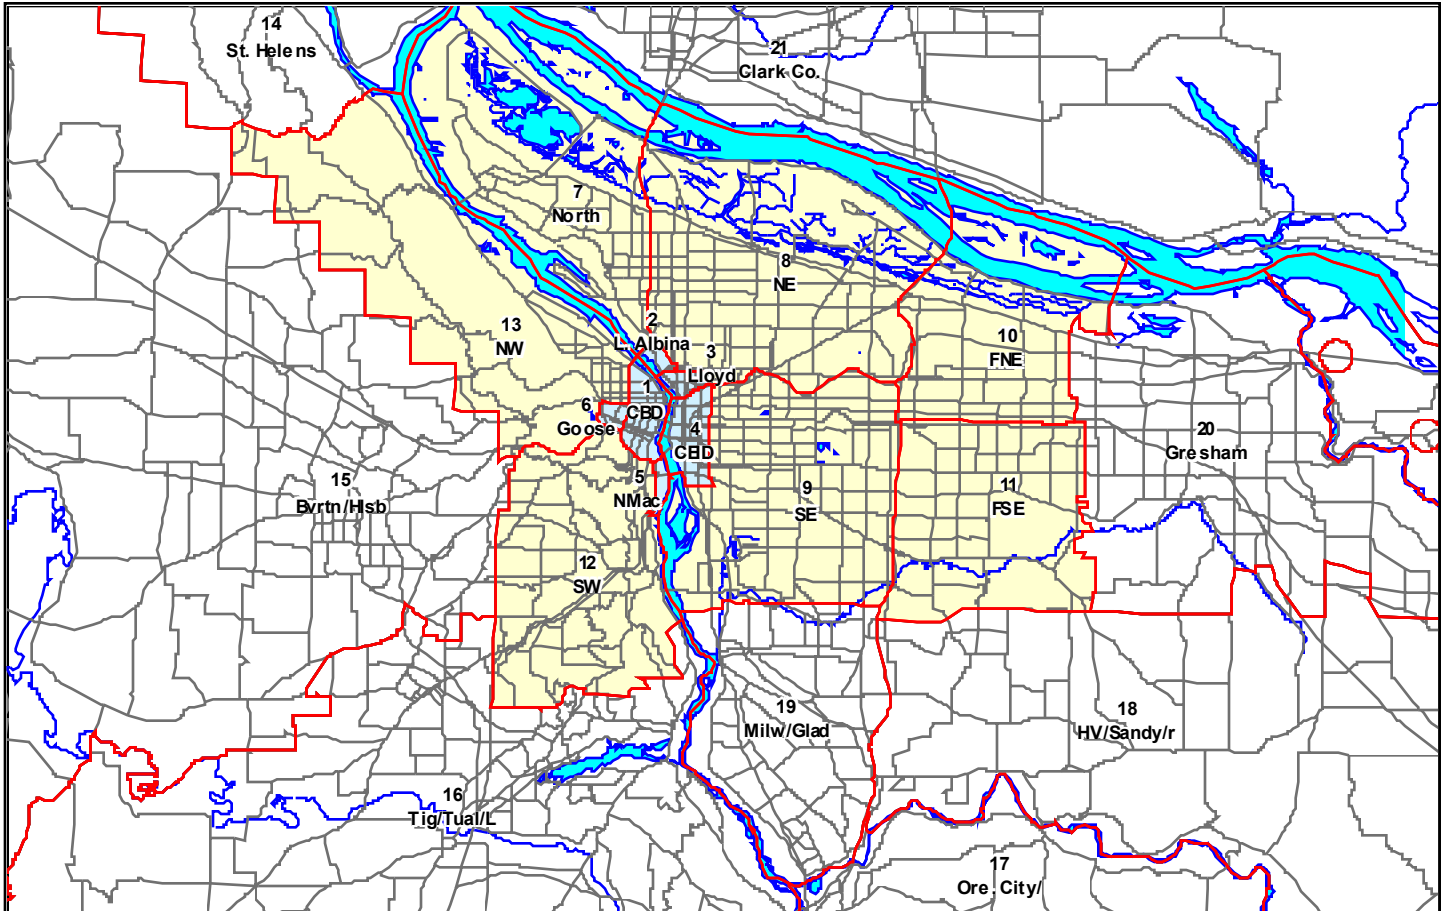 14
St. Helens
21
Clark Co.
7
North
8
NE
13
NW
2
L. Albina
3
Lloyd
10
FNE
1
CBD
6
Goose
4
CBD
20
Gresham
15
Bvrtn/Hlsb
5
NMac
9
SE
11
FSE
12
SW
19
Milw/Glad
18
HV/Sandy/r
16
Tig/Tual/L
17
Ore. City/